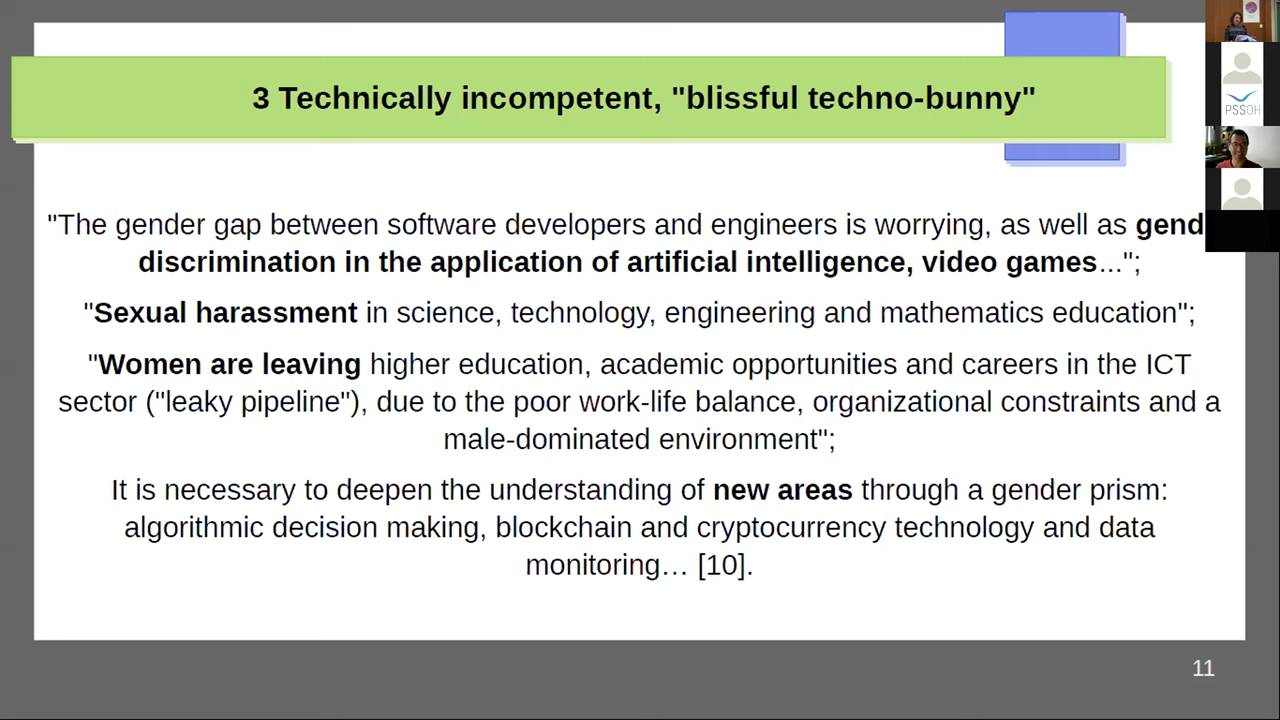 3 Technically incompetent, "blissful techno-bunny"
PSSOH
"The gender gap between software developers and engineers is worrying, as well as gend
discrimination in the application of artificial intelligence, video games...";
"Sexual harassment in science, technology, engineering and mathematics education";
"Women are leaving higher education, academic opportunities and careers in the ICT
sector ("leaky pipeline"), due to the poor work-life balance, organizational constraints and a
male-dominated environment";
It is necessary to deepen the understanding of new areas through a gender prism:
algorithmic decision making, blockchain and cryptocurrency technology and data
monitoring… [10].
11